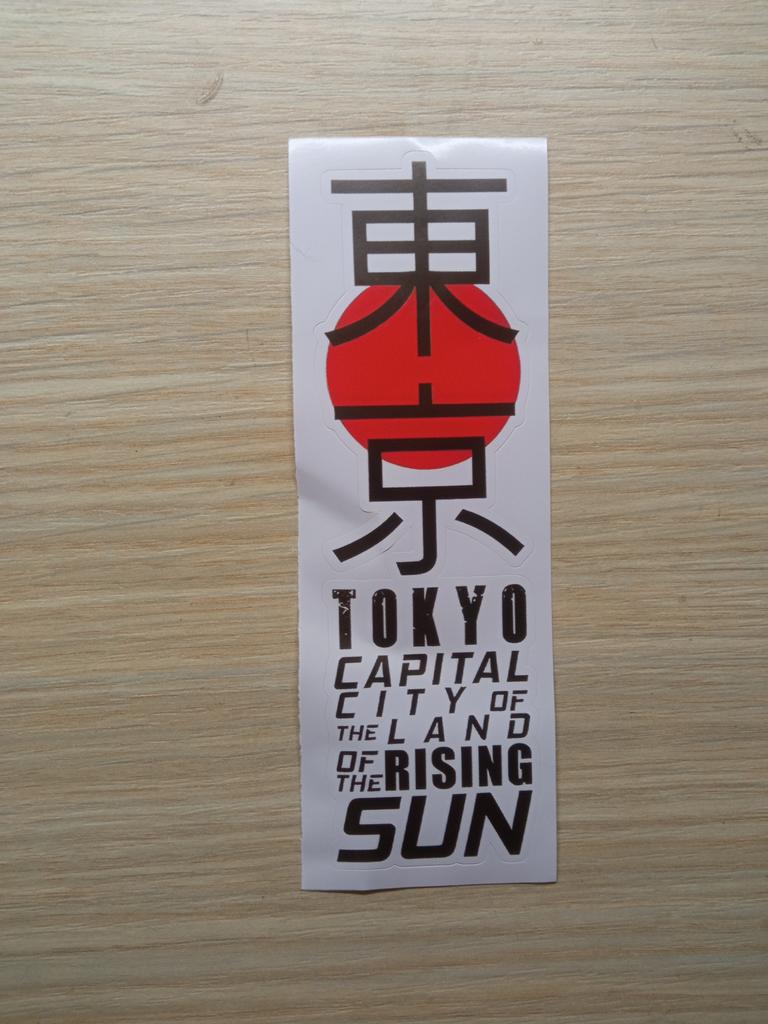 東
京
TOKYO
CAPITAL
CITY OF
THE LAND
OF THE RISING
SUN